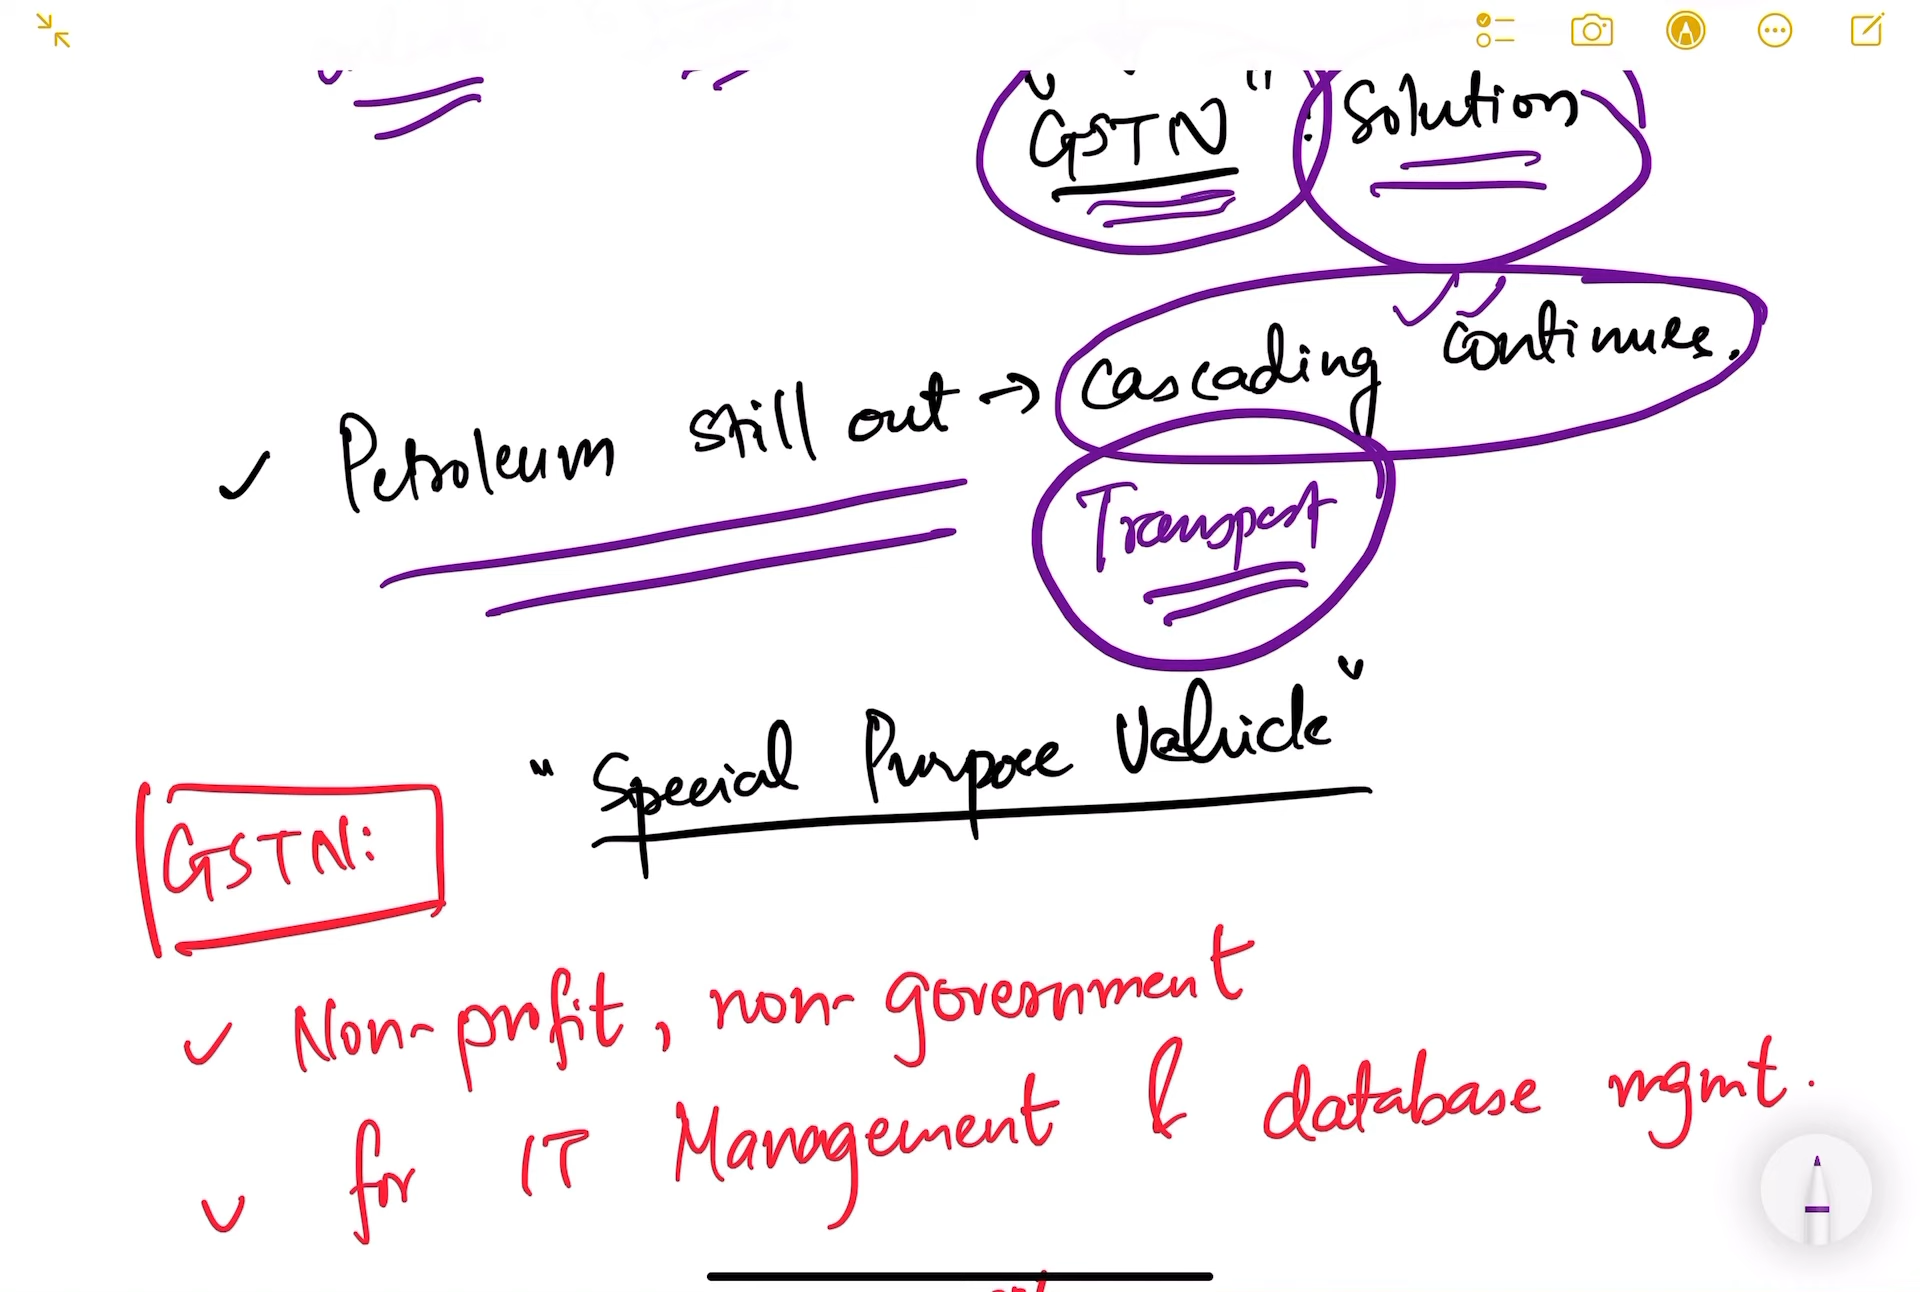 "GSTN" : Solution
✓ Petroleum still out → Cascading continues.
Transport
"Special Purpose Vehicle"
GSTN:
✓ Non-profit, non-government
✓ for IT Management & database mgmt.